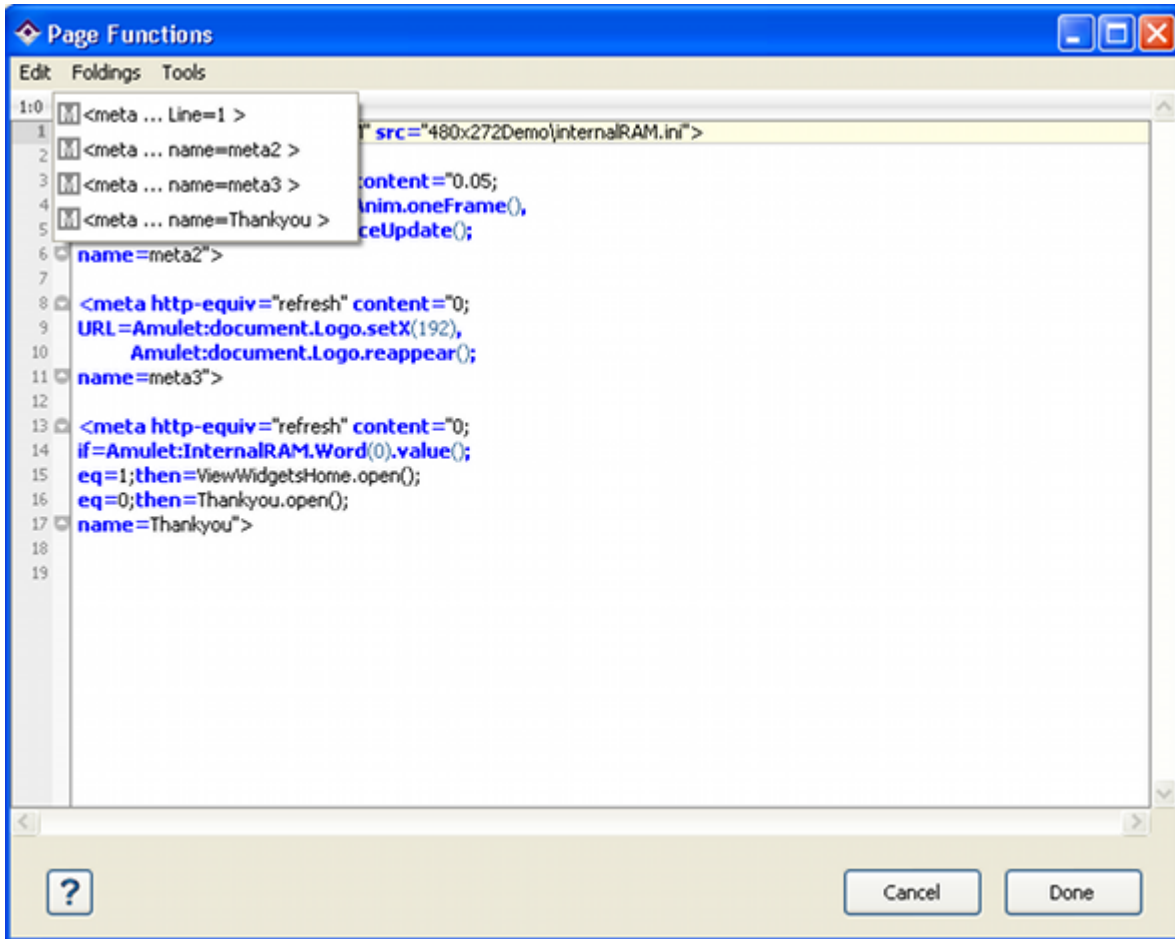 Page Functions
Edit Foldings Tools
1:0
<meta ... Line=1 >
<meta ... name=meta2 >
<meta ... name=meta3 >
<meta ... name=Thankyou >
1 " src="480x272Demo\internalRAM.ini">
2
3 content="0.05;
4 Anim.oneFrame(),
5 ceUpdate();
6 name=meta2">
7
8 <meta http-equiv="refresh" content="0;
9 URL=Amulet:document.Logo.setX(192),
10 Amulet:document.Logo.reappear();
11 name=meta3">
12
13 <meta http-equiv="refresh" content="0;
14 if=Amulet:InternalRAM.Word(0).value();
15 eq=1;then=ViewWidgetsHome.open();
16 eq=0;then=Thankyou.open();
17 name=Thankyou">
18
19
? Cancel Done